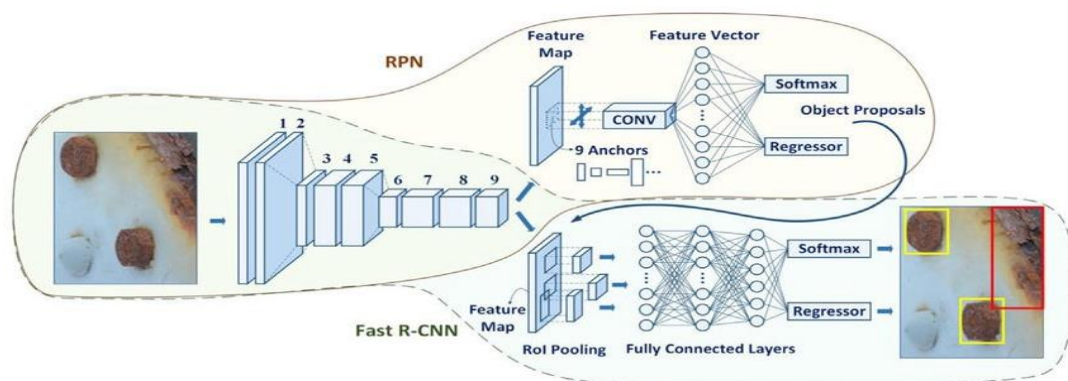 RPN
Feature
Map
Feature Vector
Softmax
CONV
Object Proposals
9 Anchors
Regressor
1 2
3 4 5
6 7 8 9
Softmax
Feature
Map
Regressor
Fast R-CNN
RoI Pooling
Fully Connected Layers